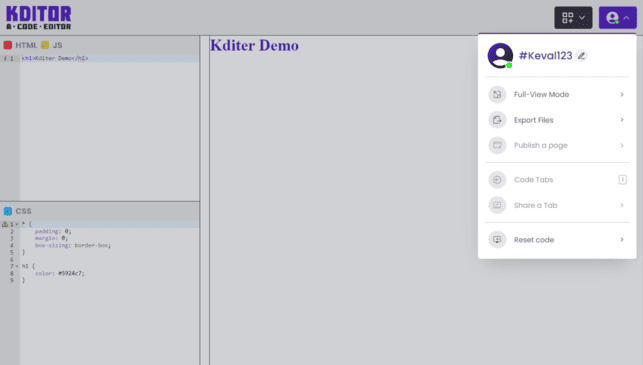 KDITOR
A • CODE • EDITOR
HTML JS
i 1 <h1>Kditer Demo</h1>
Kditer Demo
#Keval123
Full-View Mode
Export Files
Publish a page
Code Tabs 1
Share a Tab
Reset code
CSS
1 * {
2 padding: 0;
3 margin: 0;
4 box-sizing: border-box;
5 }
6
7 h1 {
8 color: #5924c7;
9 }